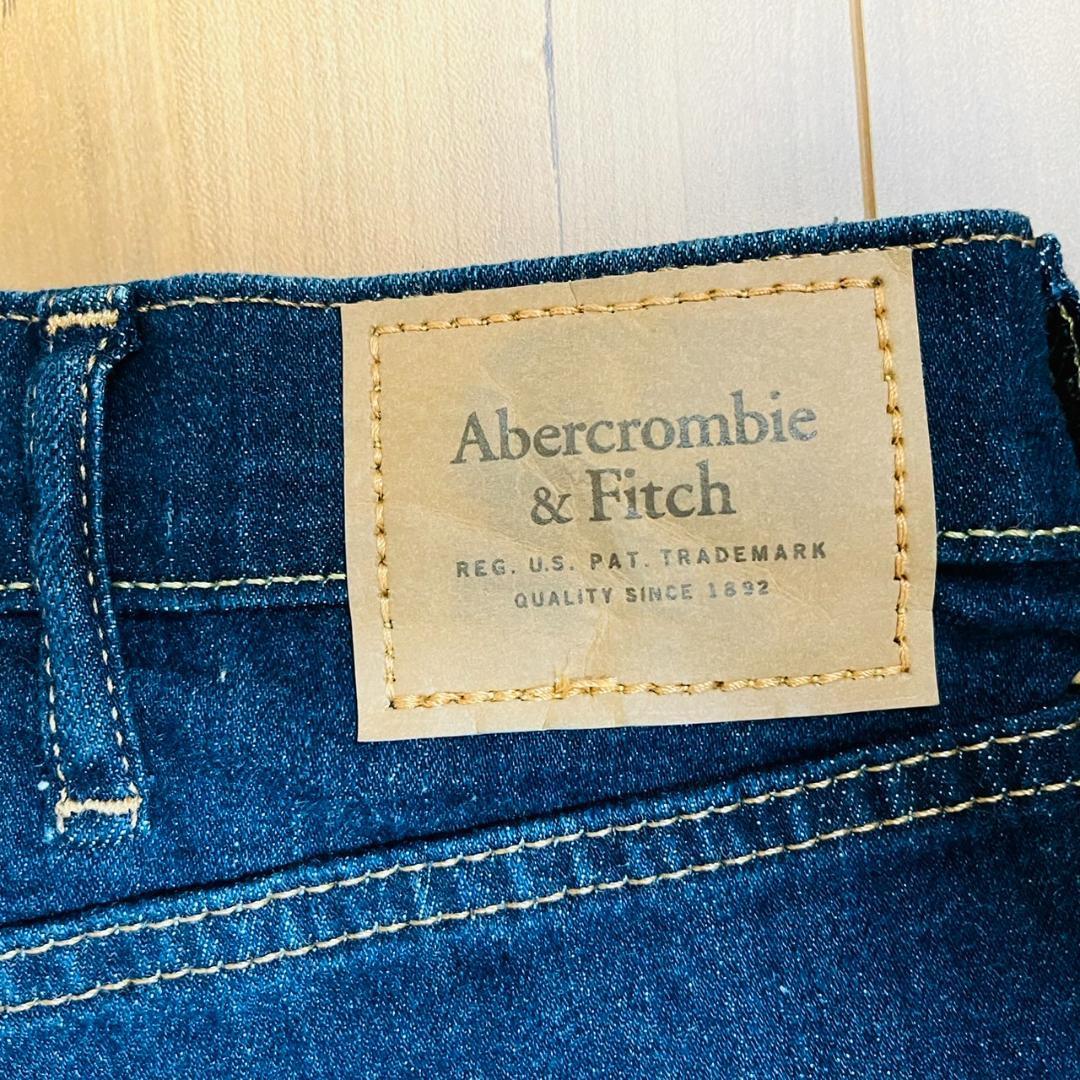 Abercrombie
& Fitch
REG. U.S. PAT. TRADEMARK
QUALITY SINCE 1892